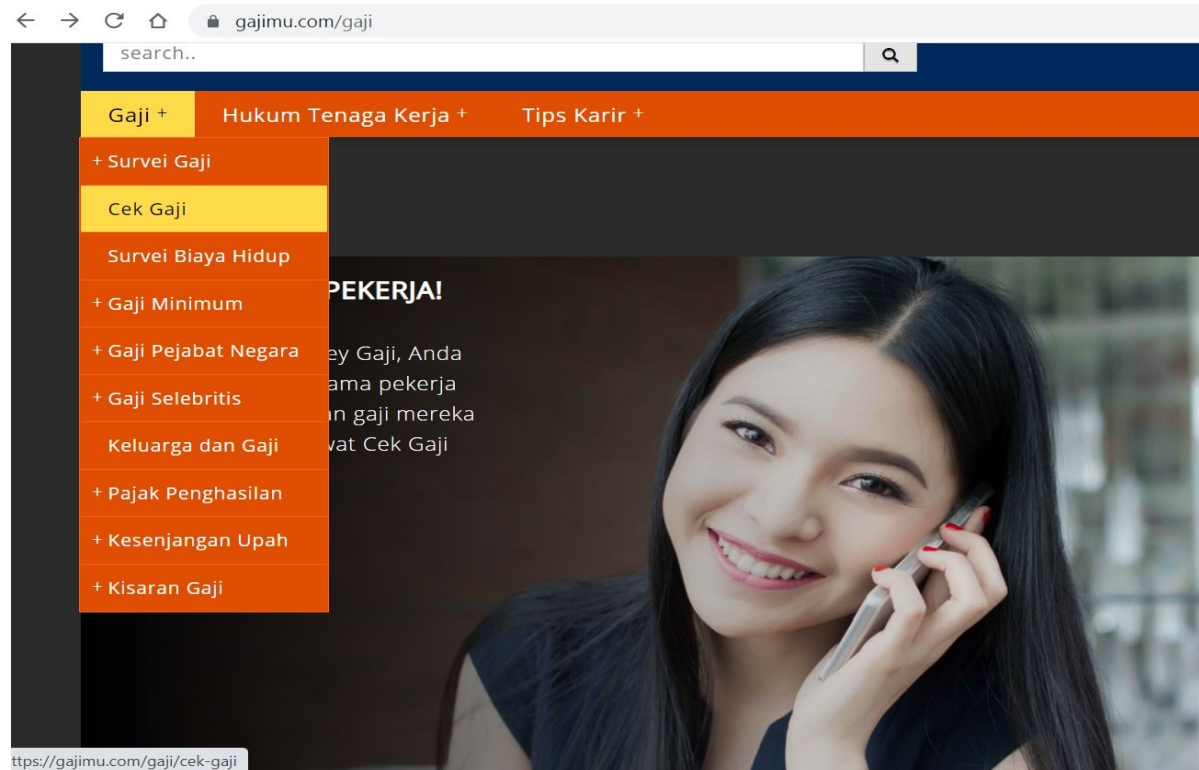 gajimu.com/gaji
search..
Gaji + Hukum Tenaga Kerja + Tips Karir +
+ Survei Gaji
Cek Gaji
Survei Biaya Hidup
+ Gaji Minimum
+ Gaji Pejabat Negara
+ Gaji Selebritis
Keluarga dan Gaji
+ Pajak Penghasilan
+ Kesenjangan Upah
+ Kisaran Gaji
PEKERJA!
ey Gaji, Anda
ama pekerja
an gaji mereka
vat Cek Gaji
ttps://gajimu.com/gaji/cek-gaji